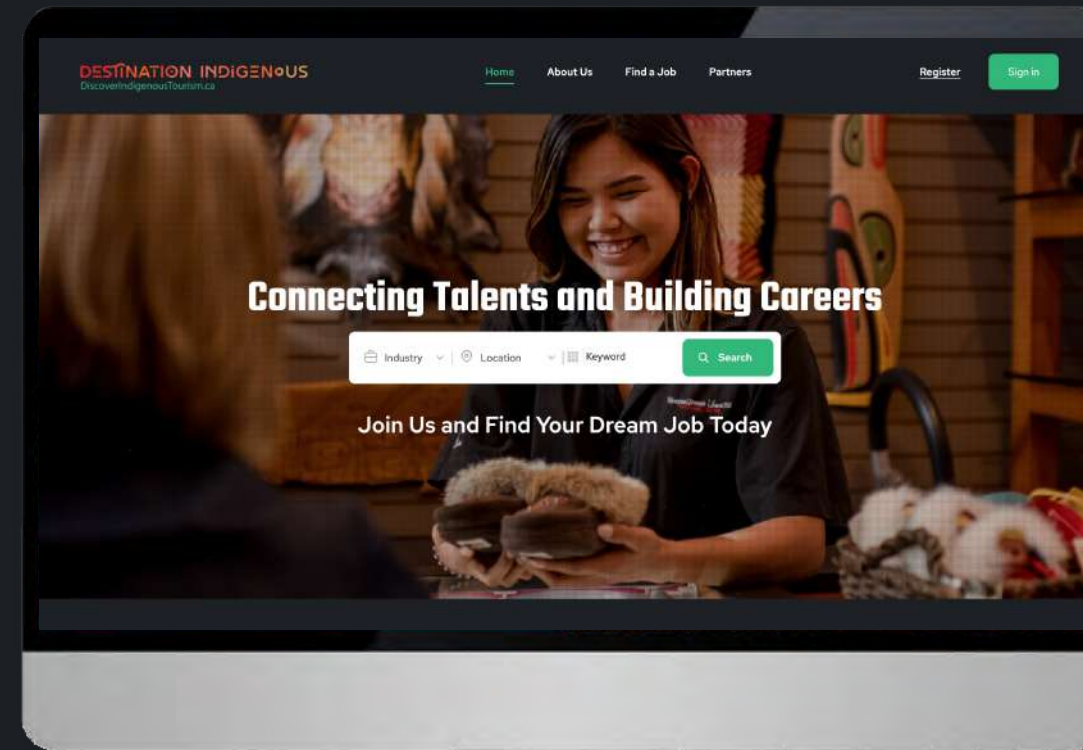 DESTINATION INDIGENOUS
DiscoverIndigenousTourism.ca
Home About Us Find a Job Partners
Register Sign in
Connecting Talents and Building Careers
Industry Location Keyword Search
Join Us and Find Your Dream Job Today